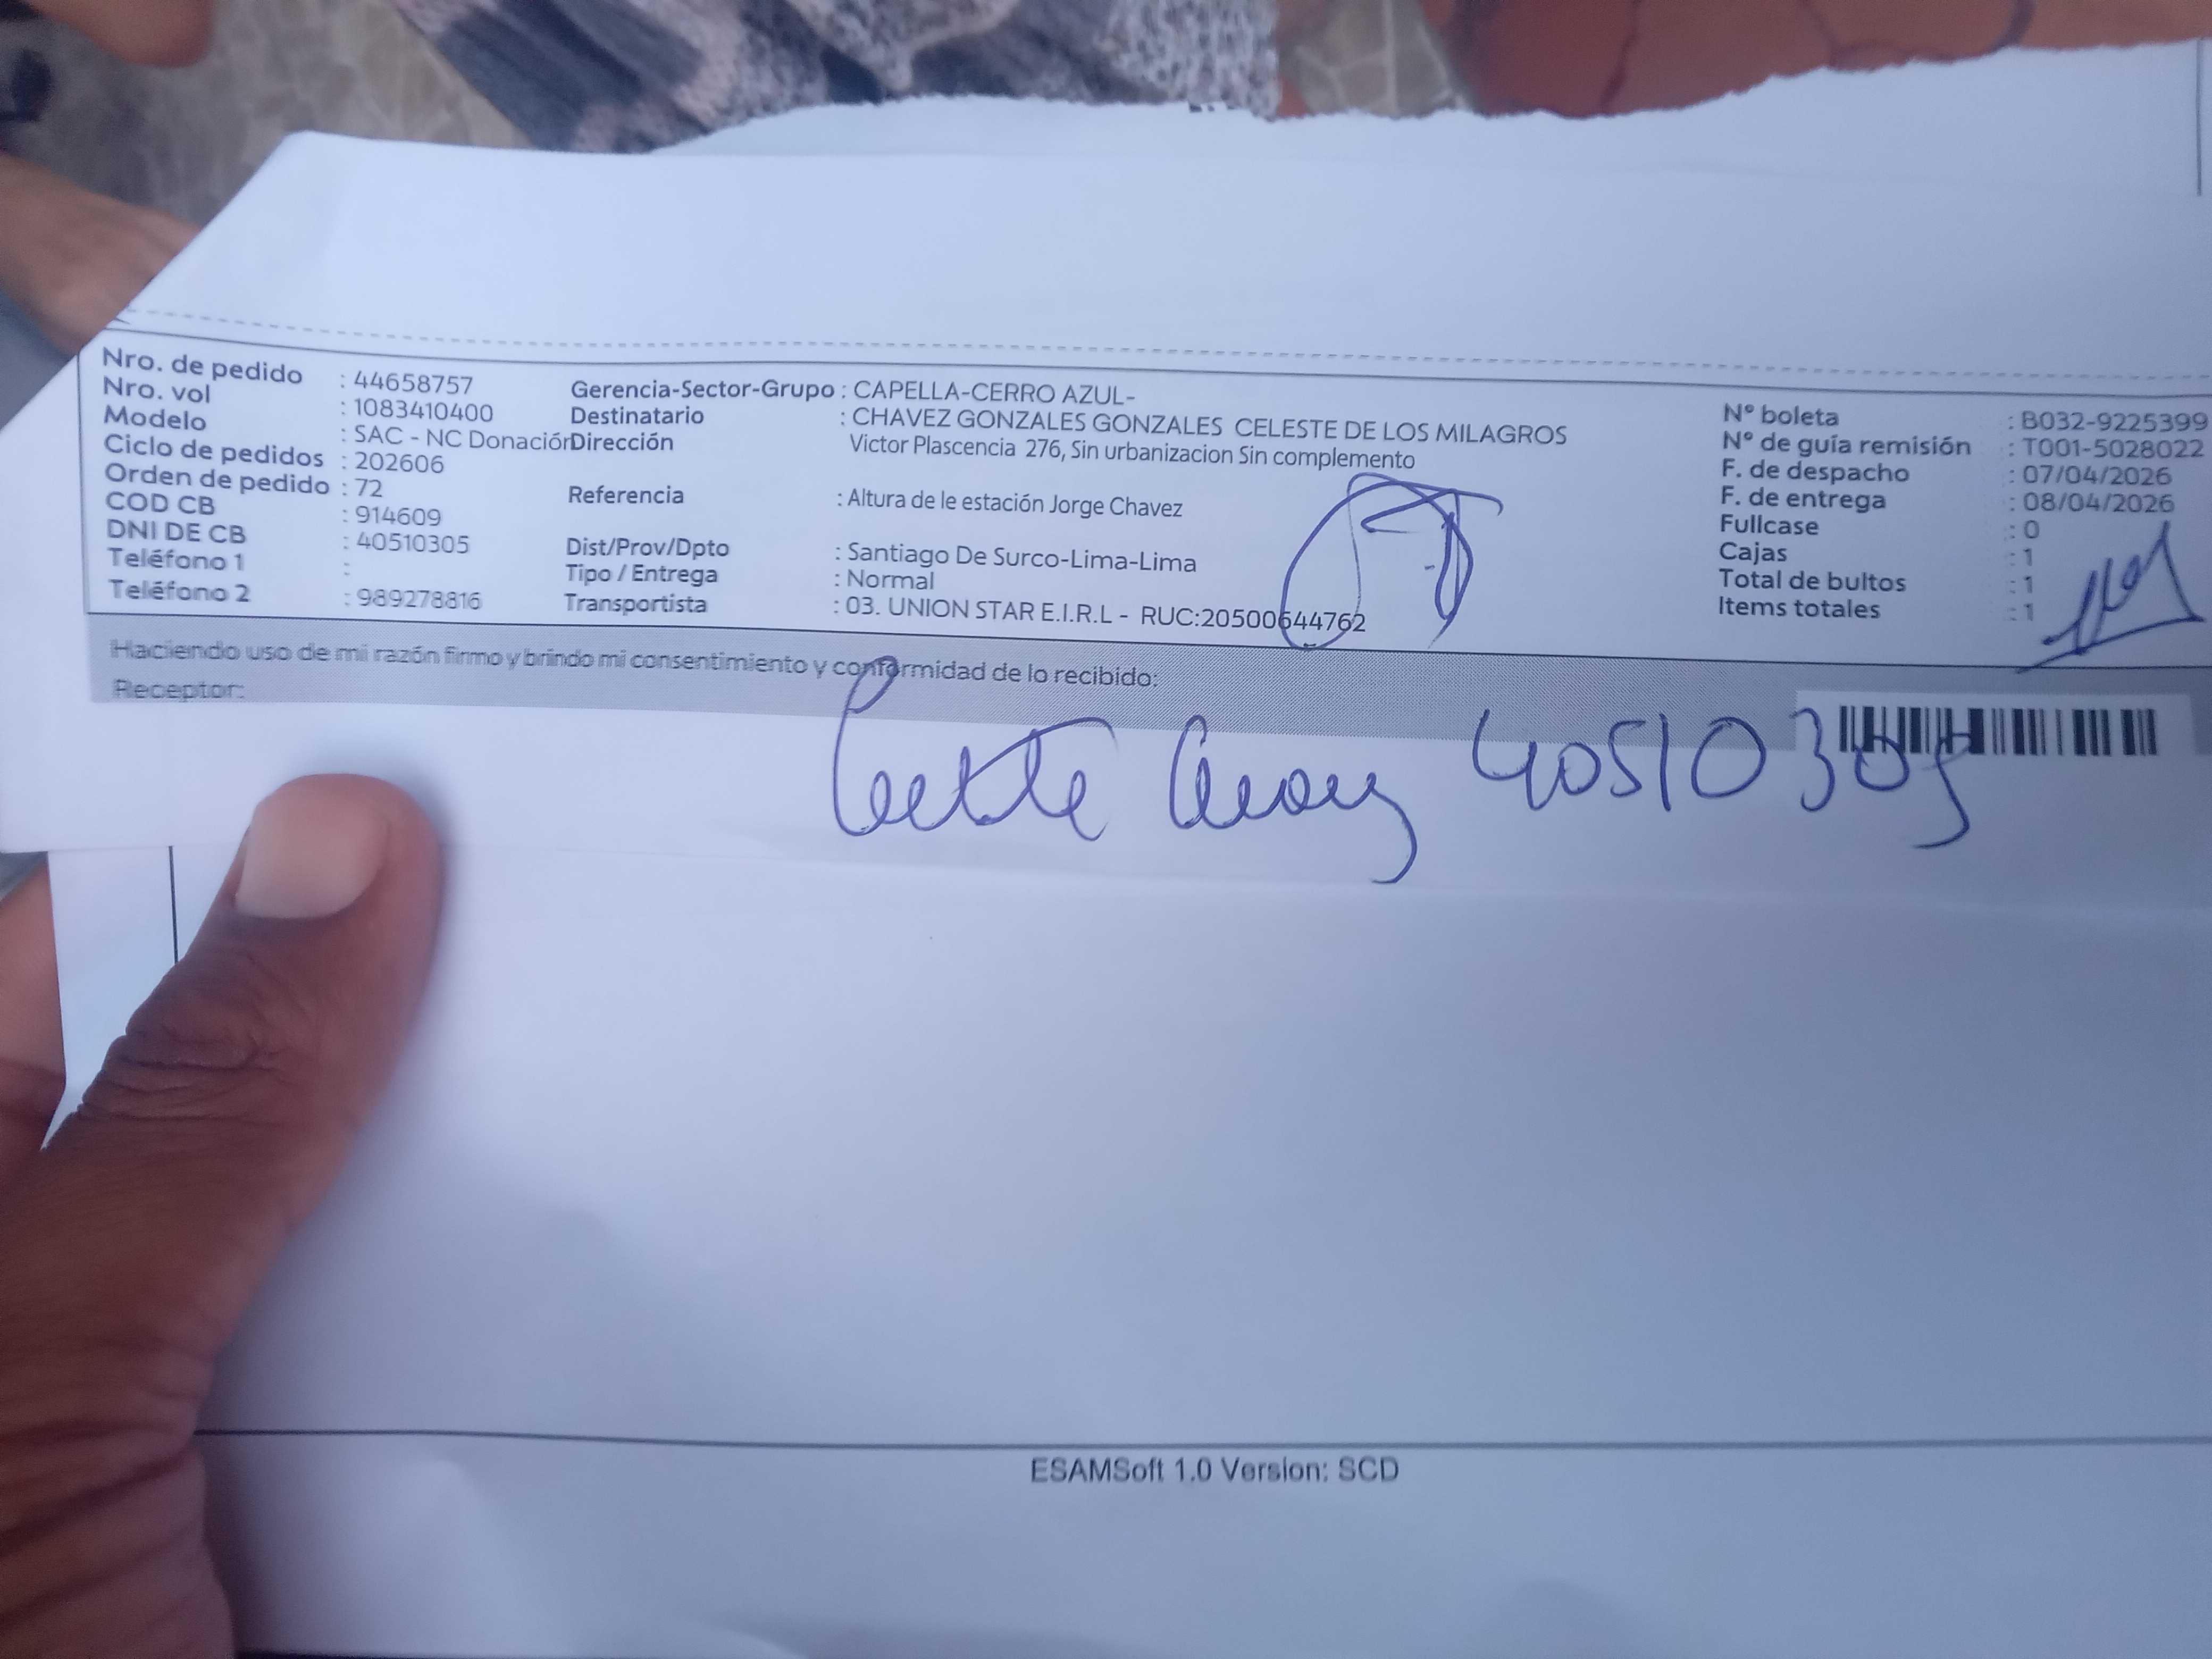 Nro. de pedido : 44658757
Nro. vol : 1083410400
Modelo : SAC - NC Donación
Ciclo de pedidos : 202606
Orden de pedido : 72
COD CB : 914609
DNI DE CB : 40510305
Teléfono 1 :
Teléfono 2 : 989278816
Gerencia-Sector-Grupo : CAPELLA-CERRO AZUL-
Destinatario : CHAVEZ GONZALES GONZALES CELESTE DE LOS MILAGROS
Dirección Victor Plascencia 276, Sin urbanizacion Sin complemento
Referencia : Altura de le estación Jorge Chavez
Dist/Prov/Dpto : Santiago De Surco-Lima-Lima
Tipo / Entrega : Normal
Transportista : 03. UNION STAR E.I.R.L - RUC:20500644762
N° boleta : B032-9225399
N° de guía remisión : T001-5028022
F. de despacho : 07/04/2026
F. de entrega : 08/04/2026
Fullcase : 0
Cajas : 1
Total de bultos : 1
Items totales : 1
Haciendo uso de mi razón firmo y brindo mi consentimiento y conformidad de lo recibido:
Receptor:
40510305
ESAMSoft 1.0 Version: SCD